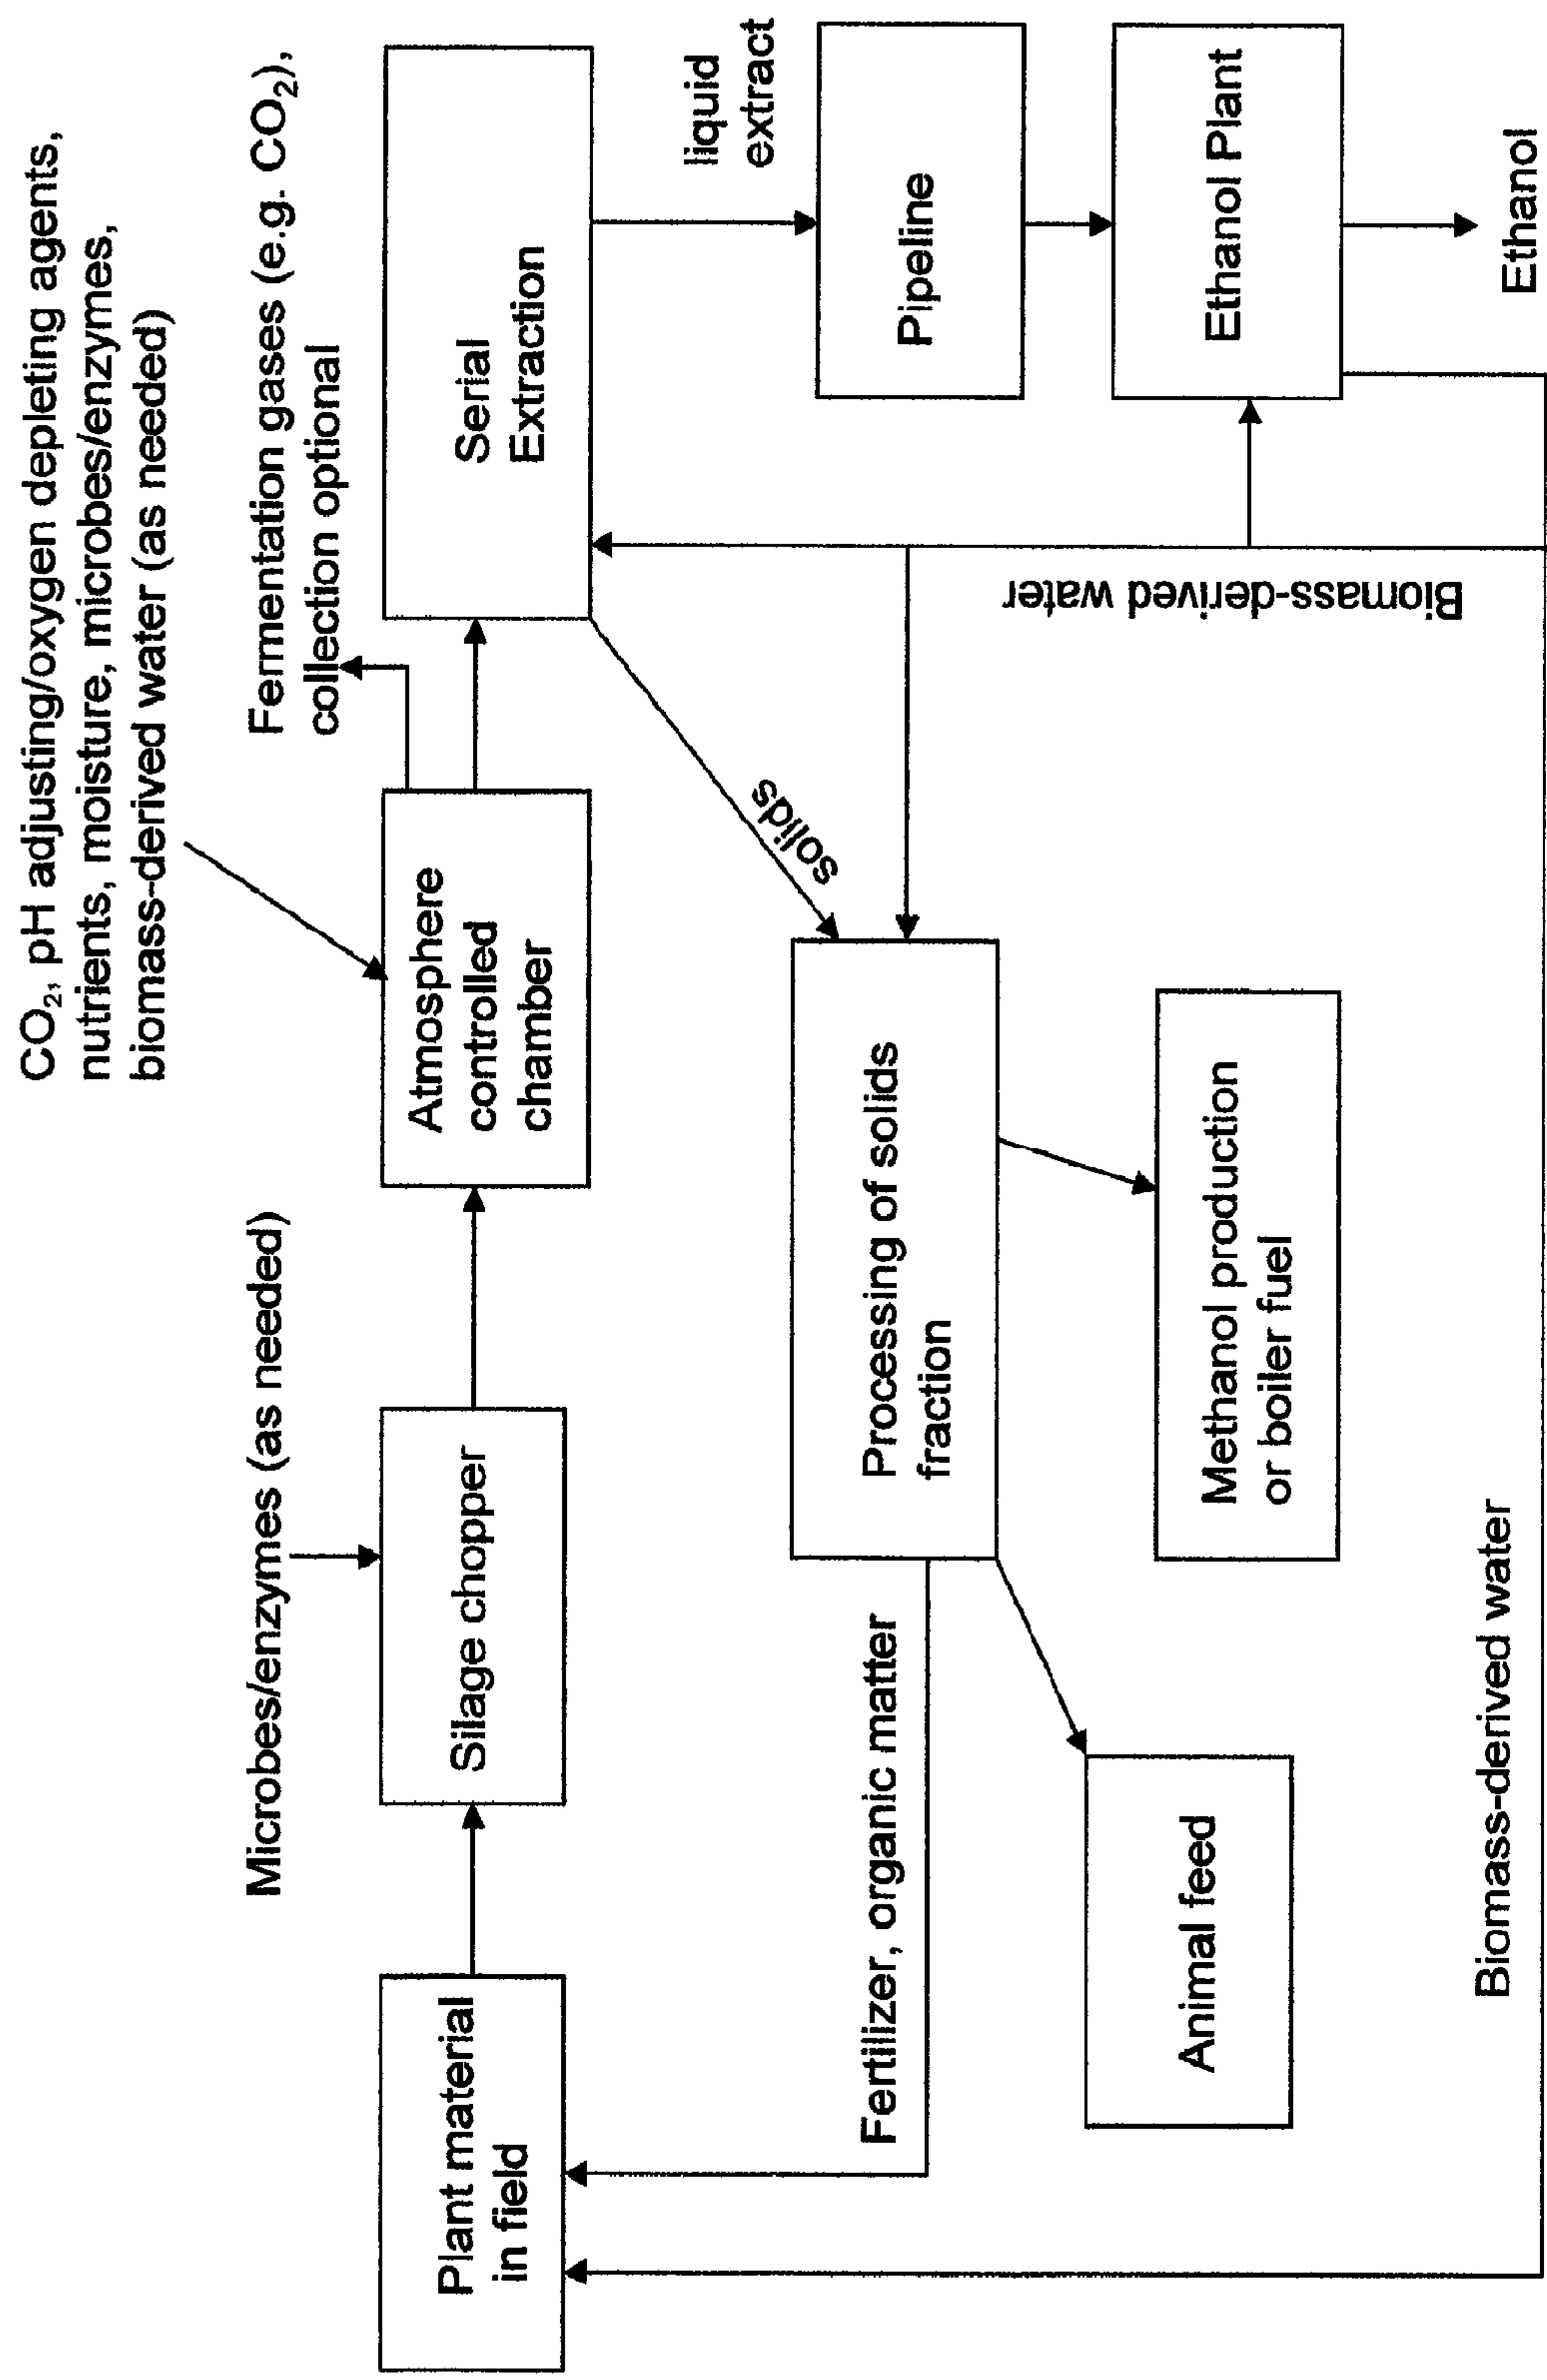 CO₂, pH adjusting/oxygen depleting agents,
nutrients, moisture, microbes/enzymes,
biomass-derived water (as needed)
Microbes/enzymes (as needed)
Fermentation gases (e.g. CO₂),
collection optional
Plant material
in field
Silage chopper
Atmosphere
controlled
chamber
Serial
Extraction
solids
liquid
extract
Fertilizer, organic matter
Processing of solids
fraction
Pipeline
Biomass-derived water
Animal feed
Methanol production
or boiler fuel
Ethanol Plant
Biomass-derived water
Ethanol